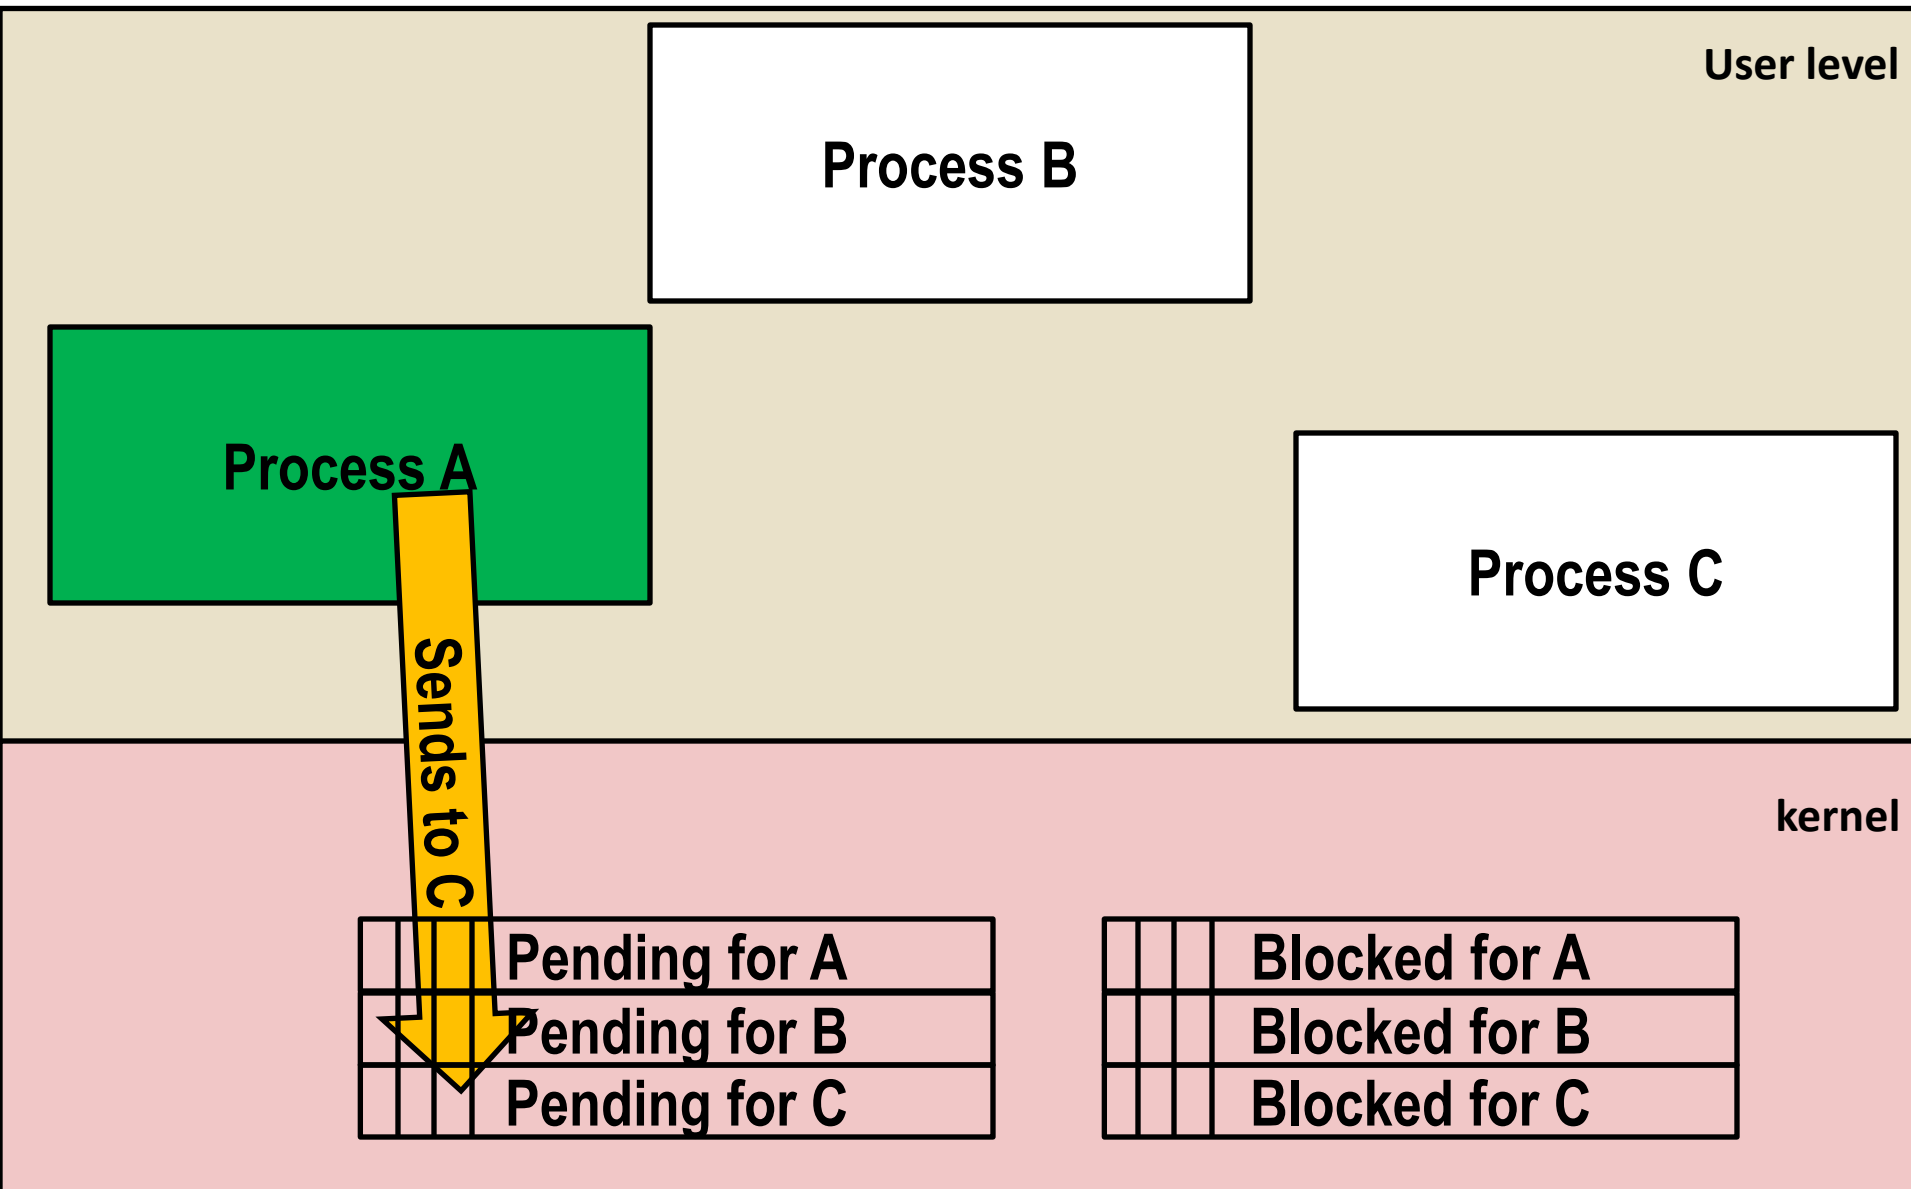 User level
Process B
Process A
Process C
Sends to C
kernel
Pending for A
Blocked for A
Pending for B
Blocked for B
Pending for C
Blocked for C